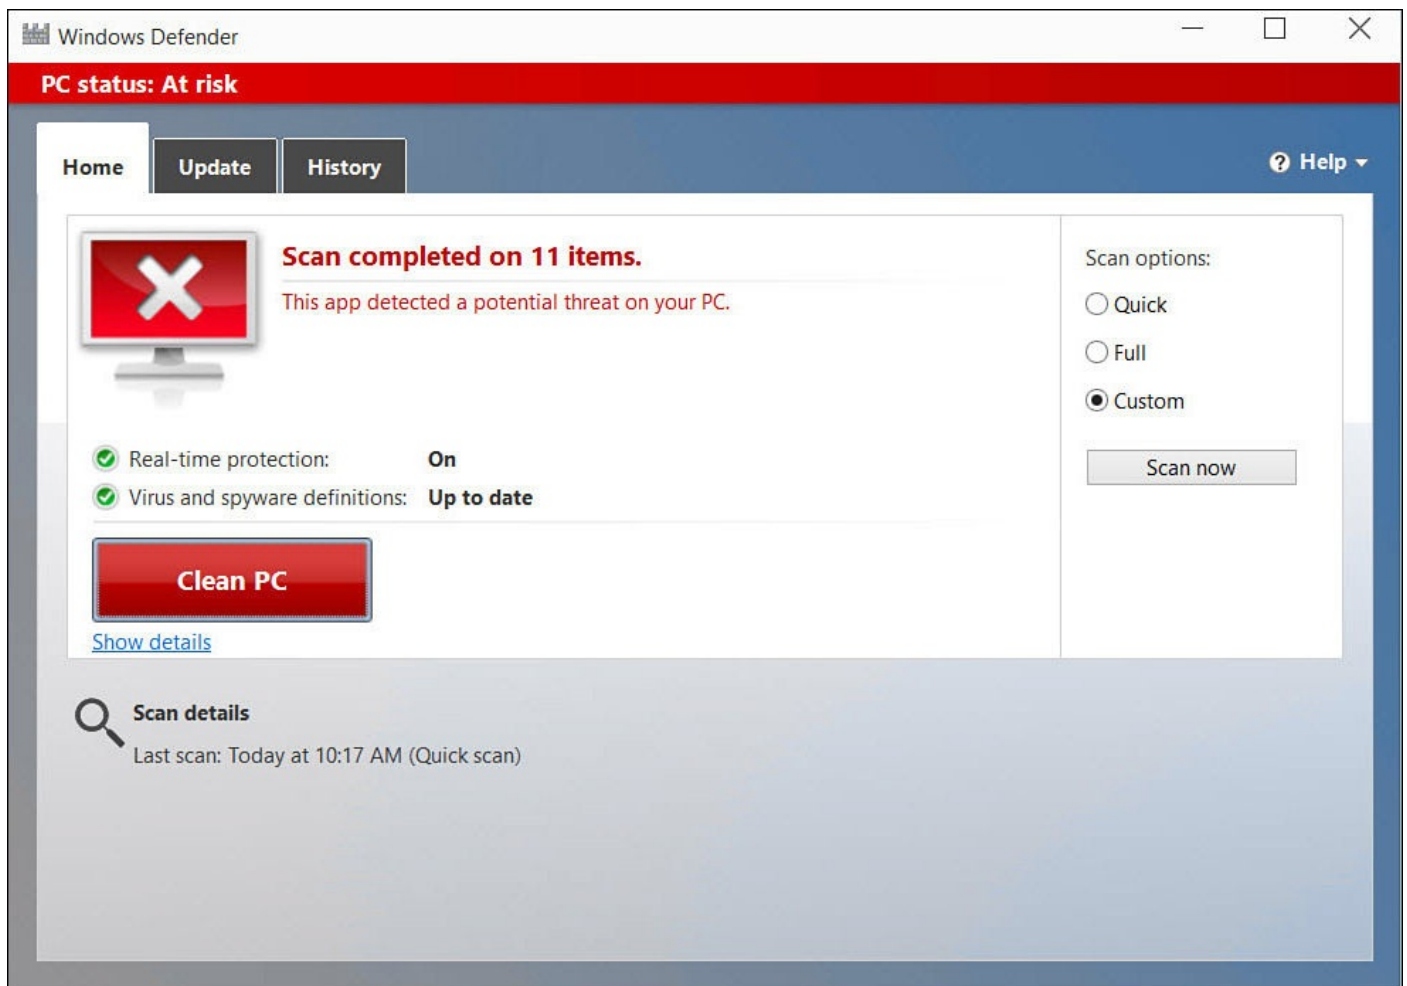 Windows Defender
PC status: At risk
Home
Update
History
Help
Scan completed on 11 items.
This app detected a potential threat on your PC.
Real-time protection: On
Virus and spyware definitions: Up to date
Clean PC
Show details
Scan options:
Quick
Full
Custom
Scan now
Scan details
Last scan: Today at 10:17 AM (Quick scan)